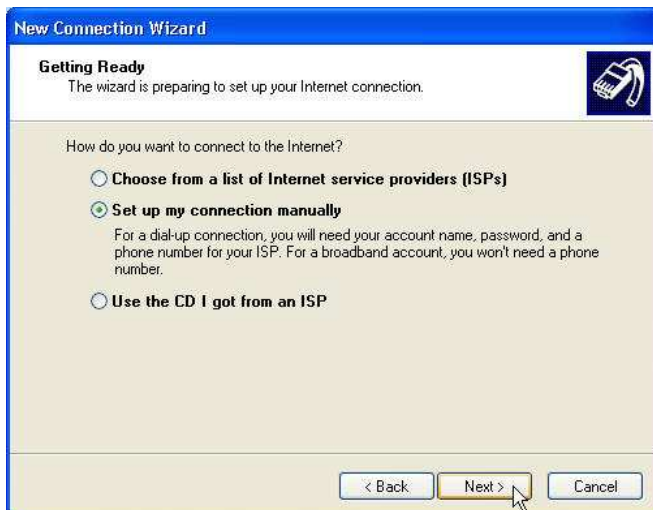 New Connection Wizard
Getting Ready
The wizard is preparing to set up your Internet connection.
How do you want to connect to the Internet?
Choose from a list of Internet service providers (ISPs)
Set up my connection manually
For a dial-up connection, you will need your account name, password, and a
phone number for your ISP. For a broadband account, you won't need a phone
number.
Use the CD I got from an ISP
< Back Next > Cancel